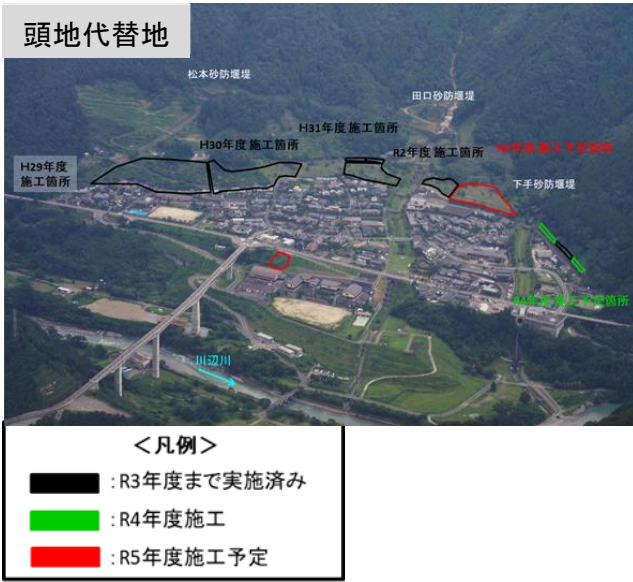 頭地代替地
松本砂防堰堤
田口砂防堰堤
H31年度 施工箇所
H30年度 施工箇所
R2年度 施工箇所
R5年度 施工予定箇所
H29年度
施工箇所
下手砂防堰堤
R4年度 施工予定箇所
川辺川
<凡例>
:R3年度まで実施済み
:R4年度施工
:R5年度施工予定